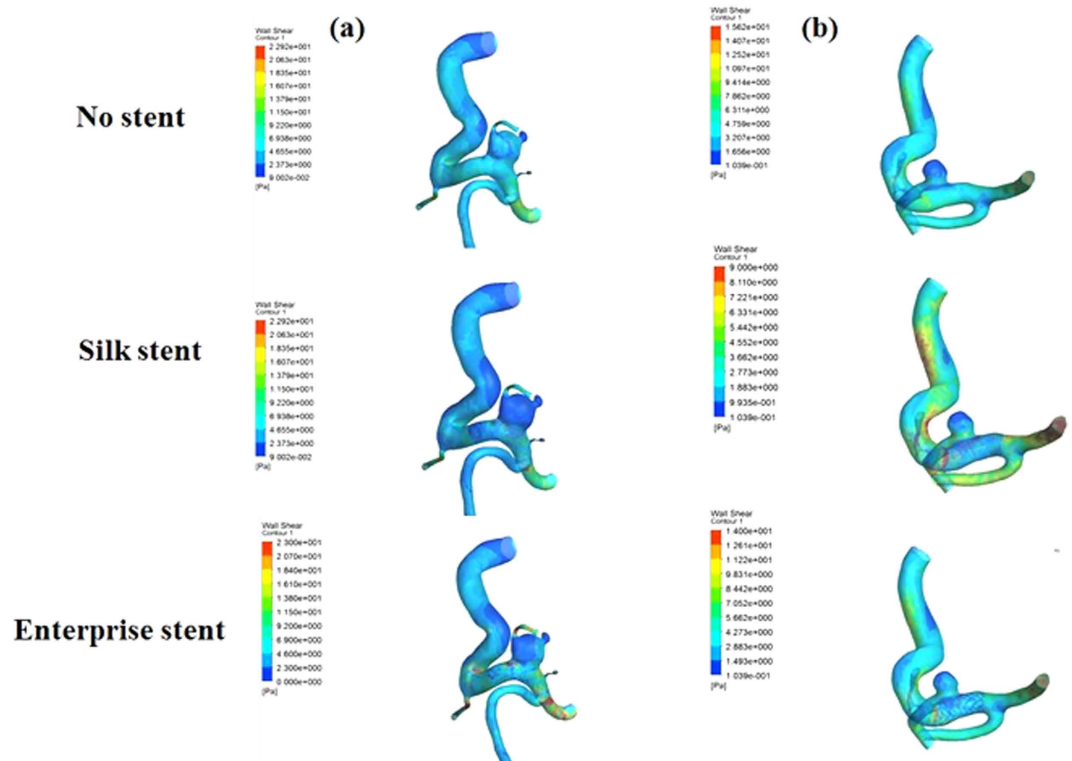 (a)
(b)
No stent
Wall Shear
Contour 1
2 292e+001
2 063e+001
1 835e+001
1 607e+001
1 379e+001
1 150e+001
9 220e+000
6 938e+000
4 655e+000
2 373e+000
9 002e-002
[Pa]
Wall Shear
Contour 1
1 562e+001
1 407e+001
1 252e+001
1 097e+001
9 414e+000
7 862e+000
6 311e+000
4 759e+000
3 207e+000
1 656e+000
1 039e-001
[Pa]
Silk stent
Wall Shear
Contour 1
2 292e+001
2 063e+001
1 835e+001
1 607e+001
1 379e+001
1 150e+001
9 220e+000
6 938e+000
4 655e+000
2 373e+000
9 002e-002
[Pa]
Wall Shear
Contour 1
9 000e+000
8 110e+000
7 221e+000
6 331e+000
5 442e+000
4 552e+000
3 662e+000
2 773e+000
1 883e+000
9 935e-001
1 039e-001
[Pa]
Enterprise stent
Wall Shear
Contour 1
2 300e+001
2 070e+001
1 840e+001
1 610e+001
1 380e+001
1 150e+001
9 200e+000
6 900e+000
4 600e+000
2 300e+000
0 000e+000
[Pa]
Wall Shear
Contour 1
1 400e+001
1 261e+001
1 122e+001
9 831e+000
8 442e+000
7 052e+000
5 662e+000
4 273e+000
2 883e+000
1 493e+000
1 039e-001
[Pa]